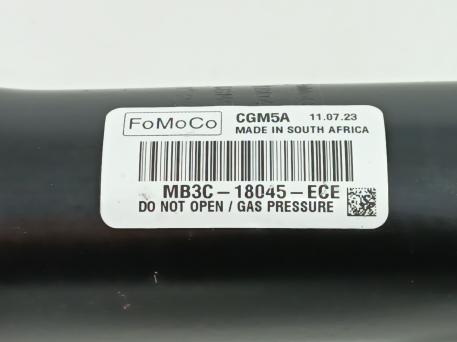 FoMoCo
CGM5A 11.07.23
MADE IN SOUTH AFRICA
MB3C-18045-ECE
DO NOT OPEN / GAS PRESSURE